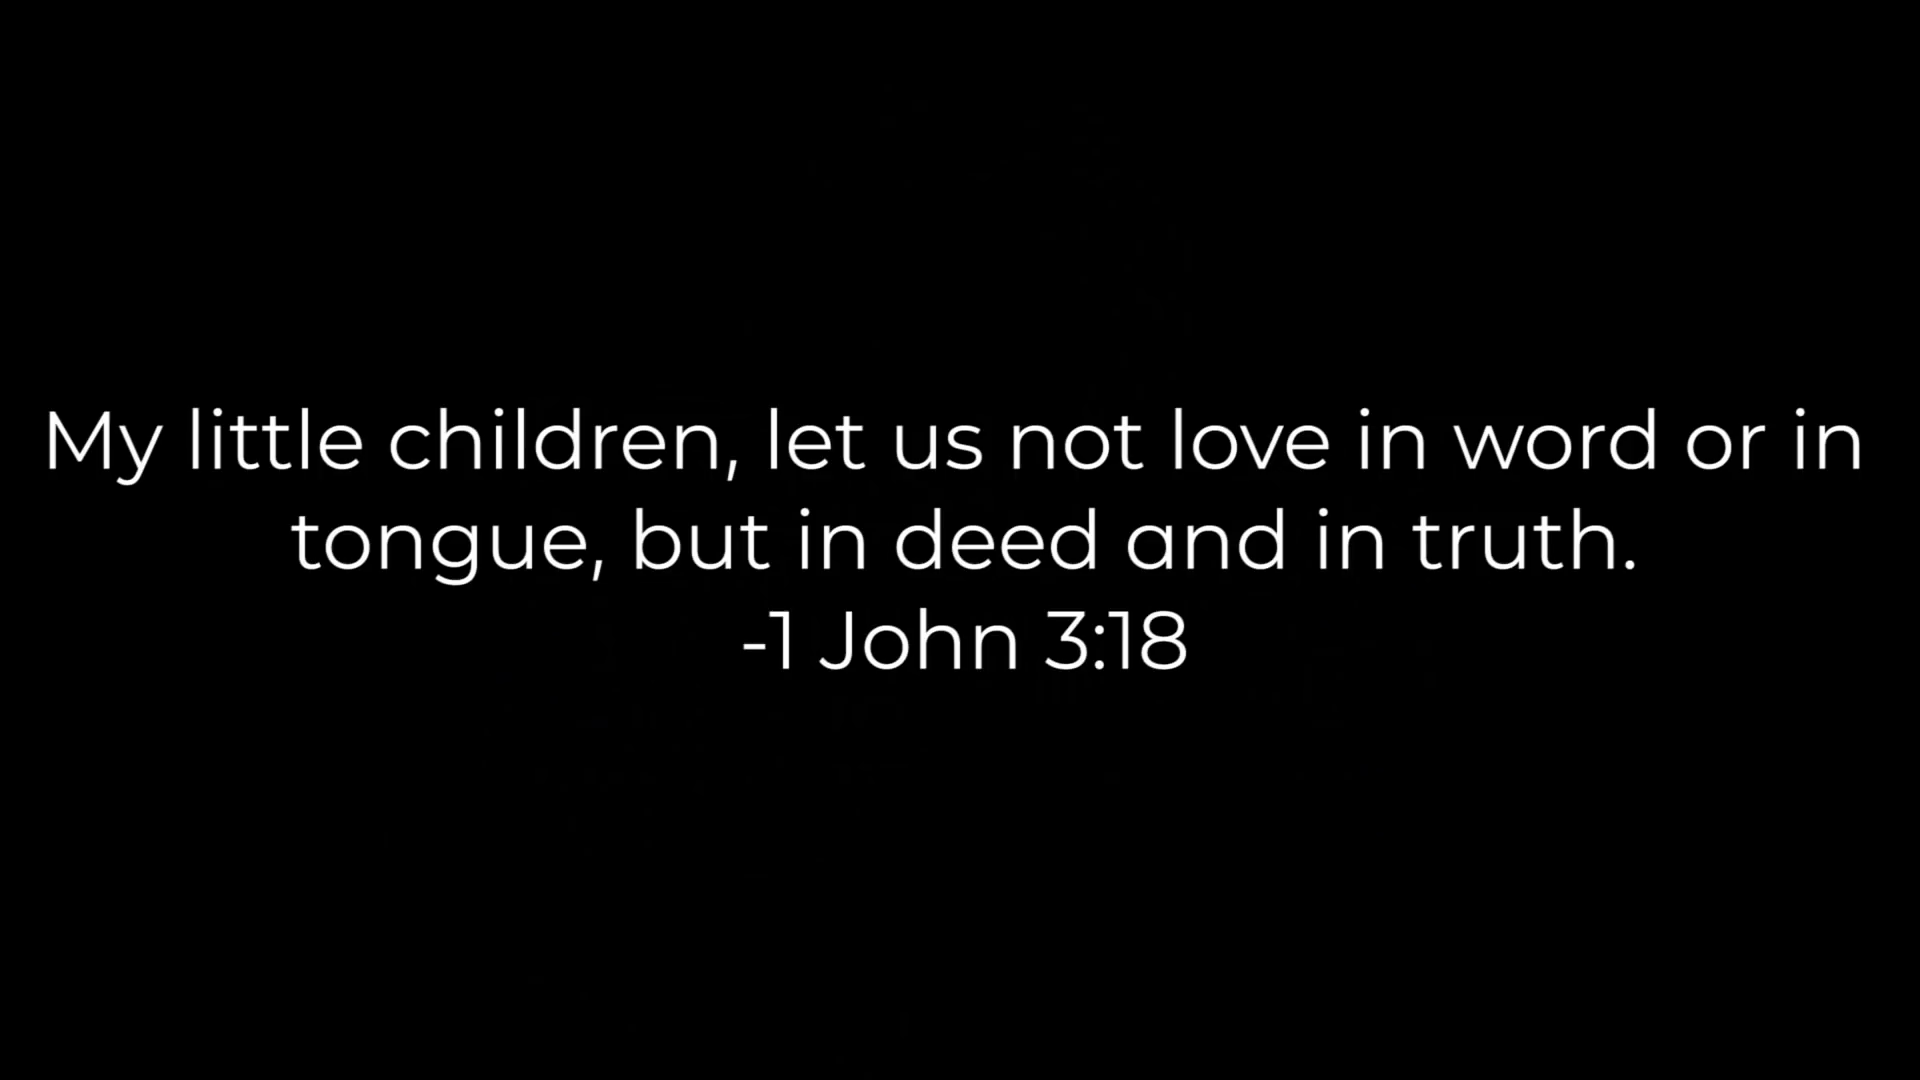 My little children, let us not love in word or in
tongue, but in deed and in truth.
-1 John 3:18